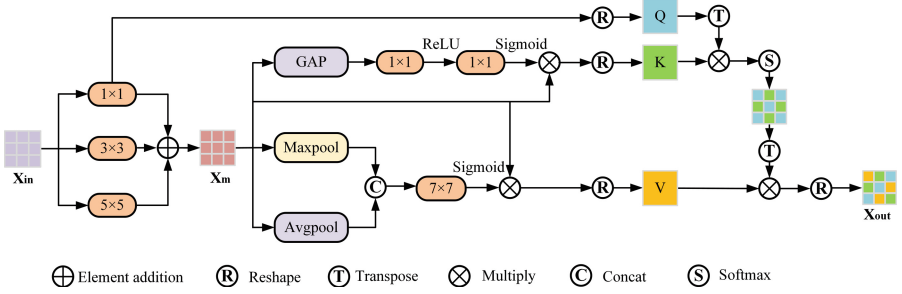 R Q T
ReLU Sigmoid
GAP 1×1 1×1 R K S
1×1
Maxpool
3×3
Xin Xm Sigmoid T
C 7×7 R V R
5×5
Avgpool Xout
Element addition R Reshape T Transpose Multiply C Concat S Softmax